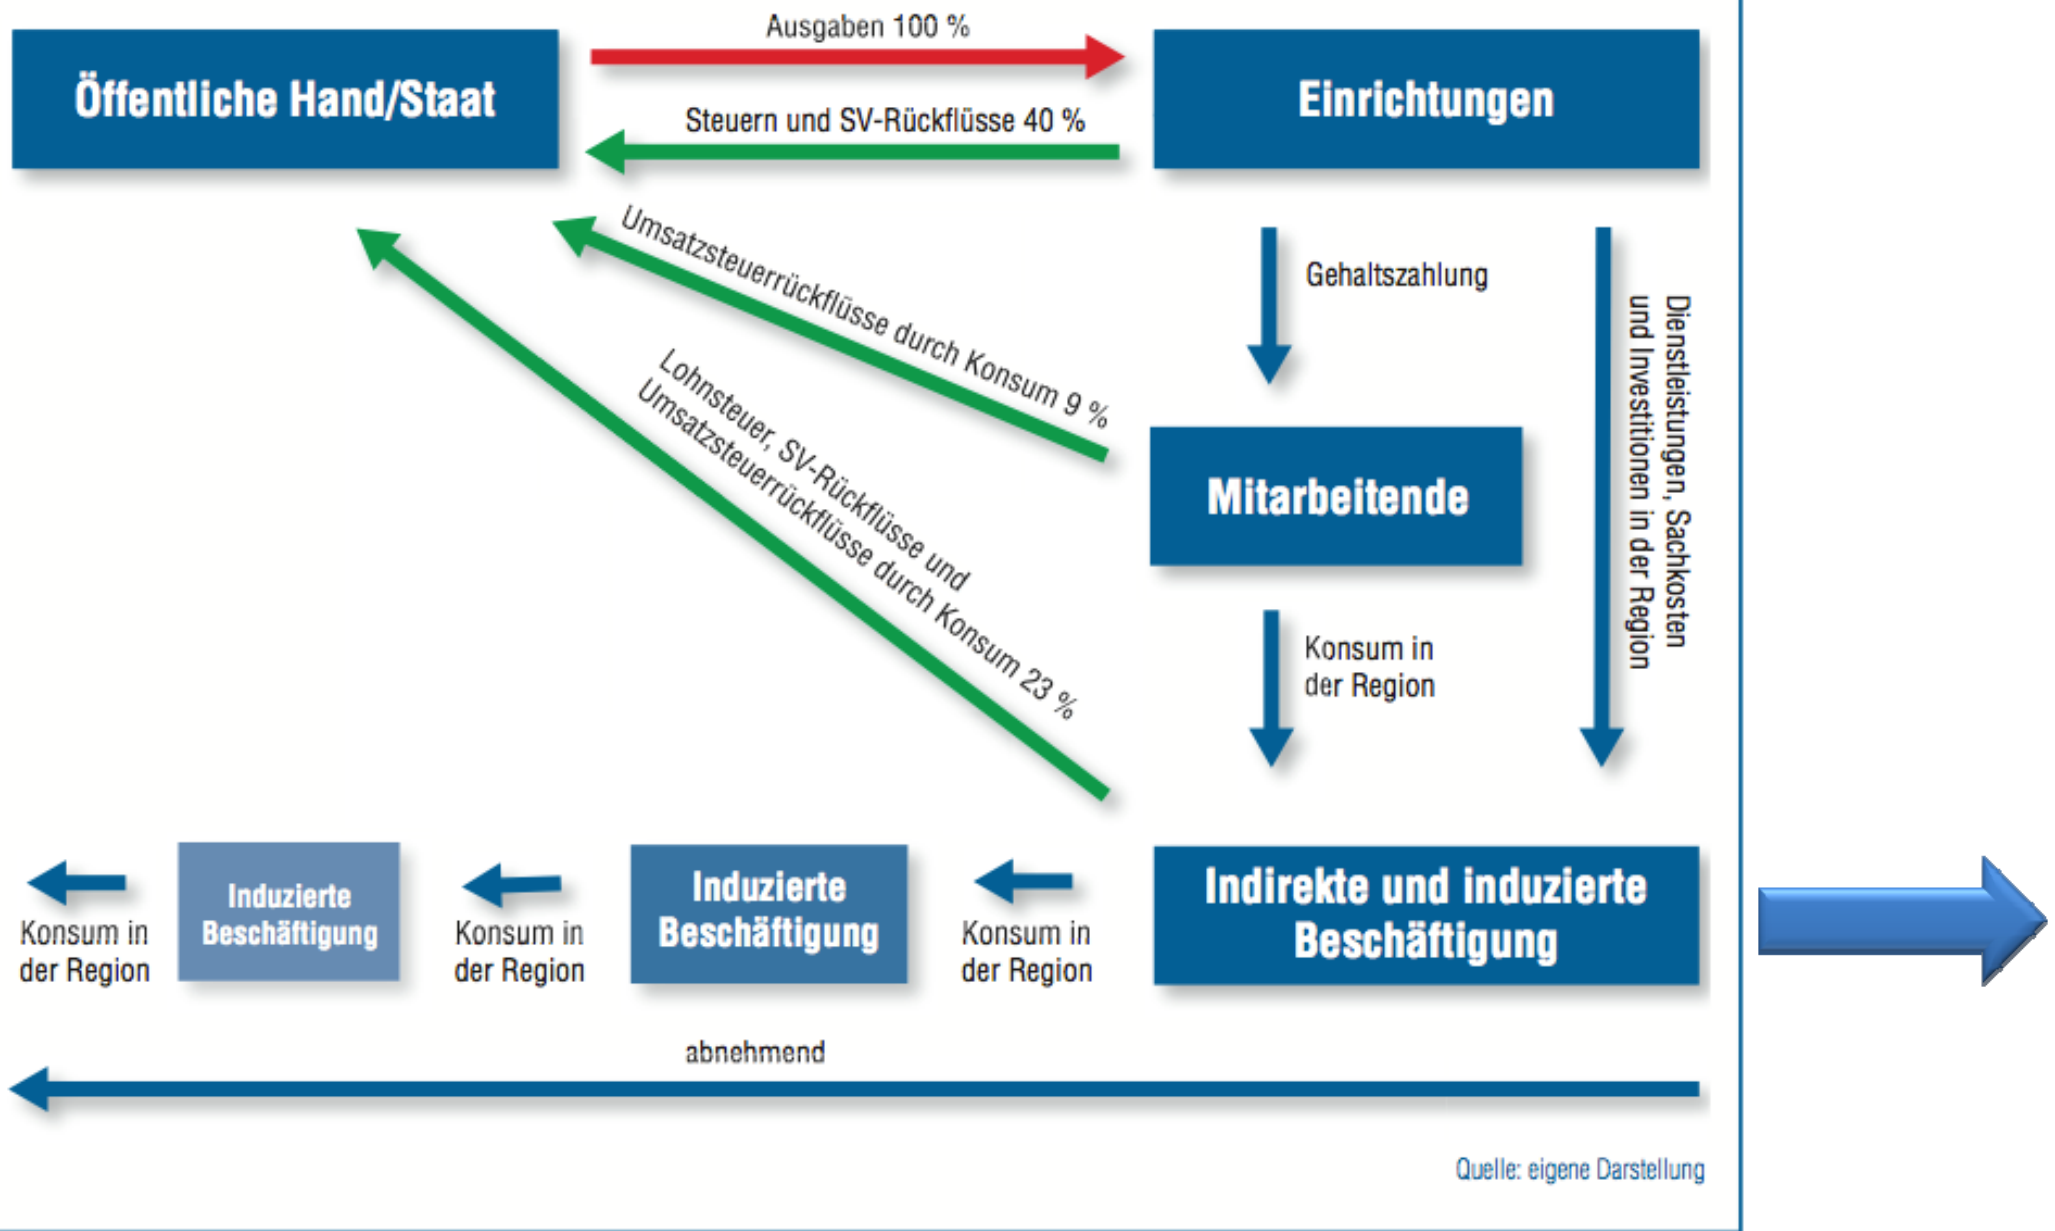 Ausgaben 100 %
Öffentliche Hand/Staat
Einrichtungen
Steuern und SV-Rückflüsse 40 %
Umsatzsteuerrückflüsse durch Konsum 9 %
Gehaltszahlung
Dienstleistungen, Sachkosten
und Investitionen in der Region
Lohnsteuer, SV-Rückflüsse und
Umsatzsteuerrückflüsse durch Konsum 23 %
Mitarbeitende
Konsum in
der Region
Indirekte und induzierte
Beschäftigung
Konsum in
der Region
Induzierte
Beschäftigung
Konsum in
der Region
Induzierte
Beschäftigung
Konsum in
der Region
abnehmend
Quelle: eigene Darstellung